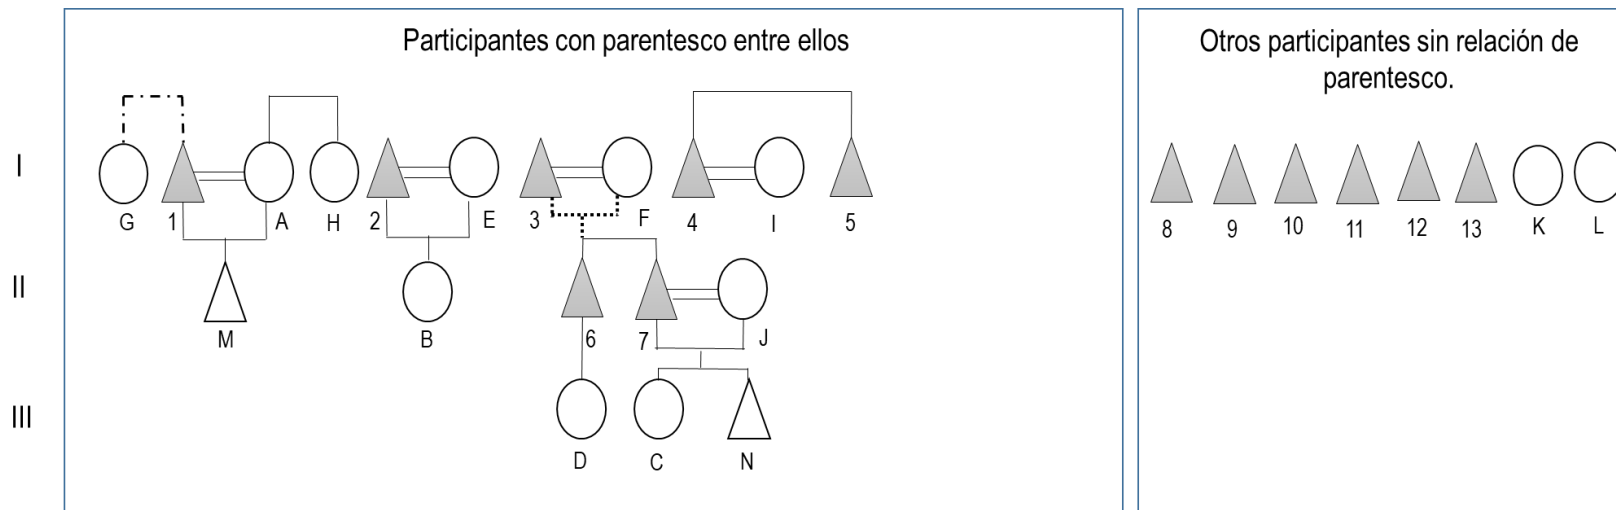 Participantes con parentesco entre ellos
Otros participantes sin relación de
parentesco.
I
G 1 A H 2 E 3 F 4 I 5
8 9 10 11 12 13 K L
II
M B 6 7 J
III
D C N